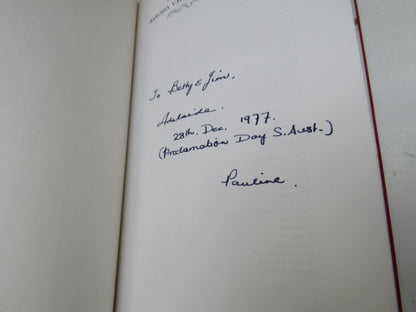 To Betty & Jim,
Adelaide.
28th. Dec. 1977.
(Proclamation Day S. Aust.)
Pauline.